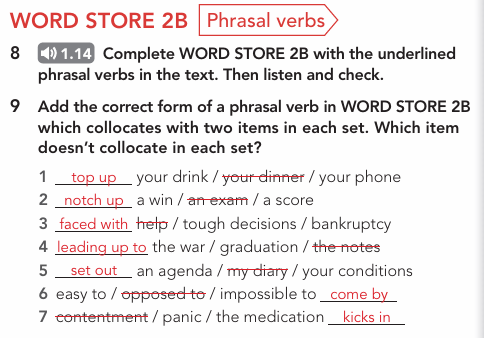 WORD STORE 2B Phrasal verbs
8 1.14 Complete WORD STORE 2B with the underlined
phrasal verbs in the text. Then listen and check.
9 Add the correct form of a phrasal verb in WORD STORE 2B
which collocates with two items in each set. Which item
doesn't collocate in each set?
1 top up your drink / your dinner / your phone
2 notch up a win / an exam / a score
3 faced with help / tough decisions / bankruptcy
4 leading up to the war / graduation / the notes
5 set out an agenda / my diary / your conditions
6 easy to / opposed to / impossible to come by
7 contentment / panic / the medication kicks in